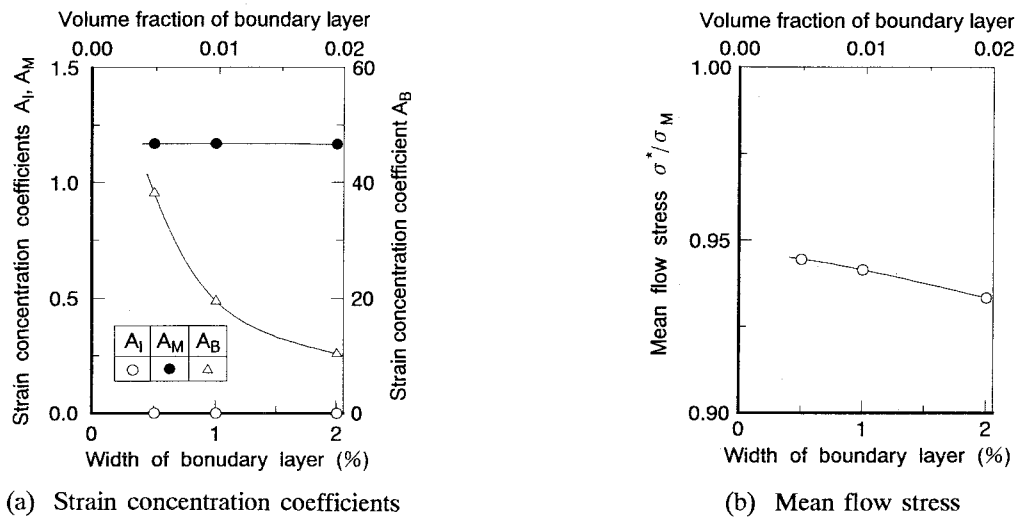 Volume fraction of boundary layer
0.00 0.01 0.02
1.5
1.0
0.5
0.0
Strain concentration coefficients A_I, A_M
60
40
20
0
Strain concentration coefficient A_B
A_I A_M A_B
0 1 2
Width of bonudary layer (%)
(a) Strain concentration coefficients
Volume fraction of boundary layer
0.00 0.01 0.02
1.00
0.95
0.90
Mean flow stress σ*/σ_M
0 1 2
Width of boundary layer (%)
(b) Mean flow stress